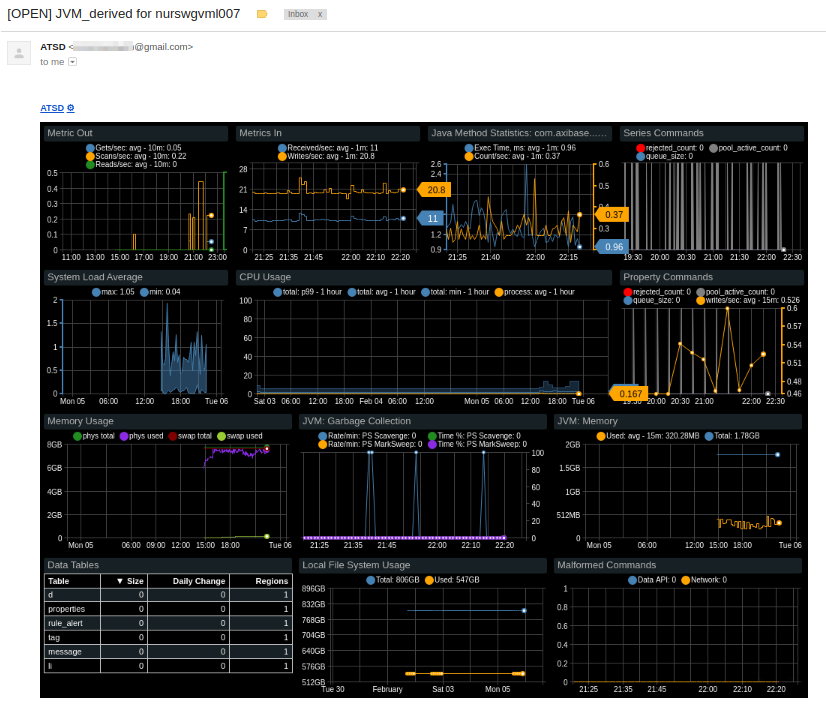 [OPEN] JVM_derived for nurswgvml007 Inbox x
ATSD <@gmail.com>
to me
ATSD
Metric Out
Gets/sec: avg - 10m: 0.05
Scans/sec: avg - 10m: 0.22
Reads/sec: avg - 10m: 0
0.5
0.4
0.3
0.2
0.1
0
11:00 13:00 15:00 17:00 19:00 21:00 23:00
Metrics In
Received/sec: avg - 1m: 11
Writes/sec: avg - 1m: 20.8
28
21
14
7
0
20.8
11
21:25 21:35 21:45 22:00 22:10 22:20
Java Method Statistics: com.axibase......
Exec Time, ms: avg - 1m: 0.96
Count/sec: avg - 1m: 0.37
2.6
2.4
2.1
1.8
1.5
1.2
0.9
0.6
0.5
0.4
0.3
0.37
0.96
21:25 21:40 22:00 22:15
Series Commands
rejected_count: 0 pool_active_count: 0
queue_size: 0
19:30 20:00 20:30 21:00 21:30 22:00 22:30
System Load Average
max: 1.05 min: 0.04
2
1.5
1
0.5
0
Mon 05 06:00 12:00 18:00 Tue 06
CPU Usage
total: p99 - 1 hour total: avg - 1 hour total: min - 1 hour process: avg - 1 hour
100
80
60
40
20
0
Sat 03 06:00 12:00 18:00 Feb 04 06:00 12:00 Mon 05 06:00 12:00 18:00 Tue 06
Property Commands
rejected_count: 0 pool_active_count: 0
queue_size: 0 writes/sec: avg - 15m: 0.526
0.6
0.57
0.54
0.51
0.48
0.46
0.167
19:30 20:00 20:30 21:00 22:00 22:30
Memory Usage
phys total phys used swap total swap used
8GB
6GB
4GB
2GB
0
Mon 05 06:00 09:00 12:00 15:00 18:00 Tue 06
JVM: Garbage Collection
Rate/min: PS Scavenge: 0 Time %: PS Scavenge: 0
Rate/min: PS MarkSweep: 0 Time %: PS MarkSweep: 0
100
80
60
40
20
0
21:25 21:35 21:45 22:00 22:10 22:20
JVM: Memory
Used: avg - 15m: 320.28MB Total: 1.78GB
2GB
1.5GB
1GB
512MB
0
Mon 05 06:00 12:00 15:00 18:00 Tue 06
Data Tables
Table ▼ Size Daily Change Regions
d 0 0 1
properties 0 0 1
rule_alert 0 0 1
tag 0 0 1
message 0 0 1
li 0 0 1
Local File System Usage
Total: 806GB Used: 547GB
896GB
832GB
768GB
704GB
640GB
576GB
512GB
Tue 30 February Sat 03 Mon 05
Malformed Commands
Data API: 0 Network: 0
1
0.8
0.6
0.4
0.2
0
21:25 21:35 21:45 22:00 22:10 22:20